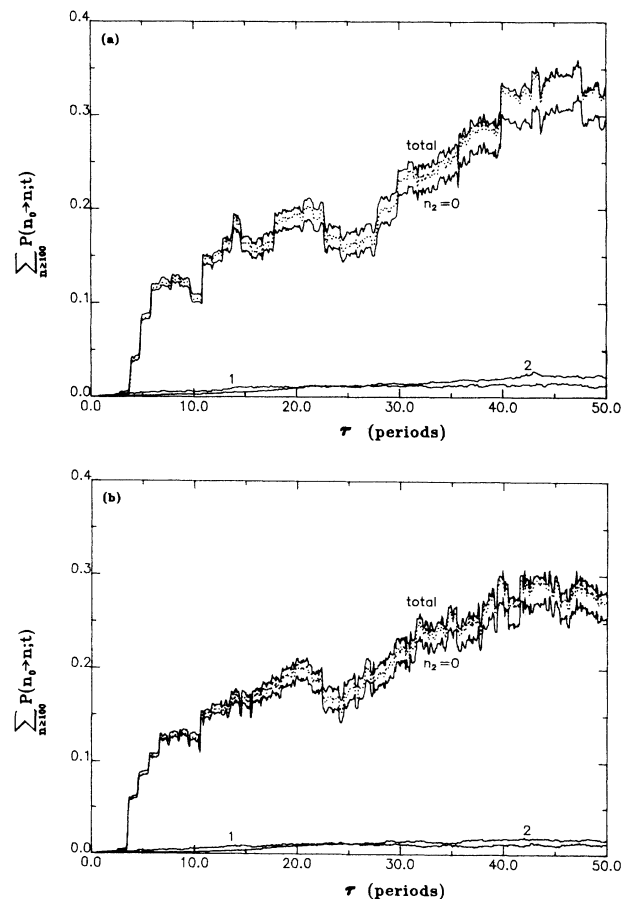 (a)
0.4
0.3
0.2
0.1
0.0
∑ P(n₀→n;t)
n≥100
total
n₂=0
1
2
0.0 10.0 20.0 30.0 40.0 50.0
τ (periods)
(b)
0.4
0.3
0.2
0.1
0.0
∑ P(n₀→n;t)
n≥100
total
n₂=0
1
2
0.0 10.0 20.0 30.0 40.0 50.0
τ (periods)